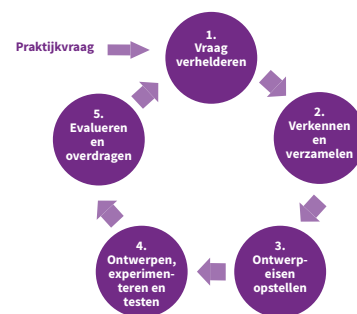 Praktijkvraag
1.
Vraag
verhelderen
2.
Verkennen
en
verzamelen
3.
Ontwerp-
eisen
opstellen
4.
Ontwerpen,
experimen-
teren en
testen
5.
Evalueren
en
overdragen